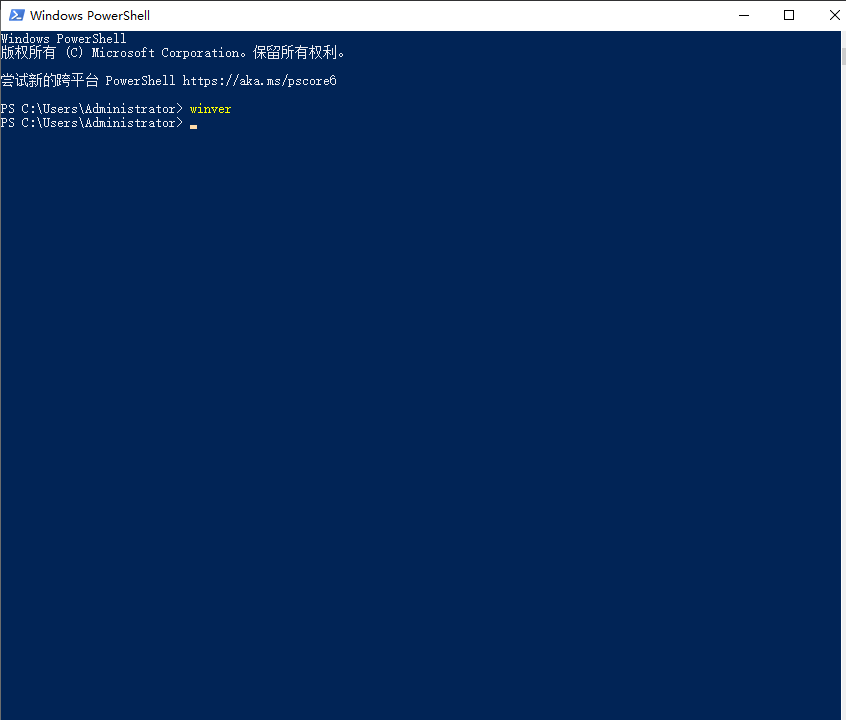 Windows PowerShell
Windows PowerShell
版权所有 (C) Microsoft Corporation。保留所有权利。
尝试新的跨平台 PowerShell https://aka.ms/pscore6
PS C:\Users\Administrator> winver
PS C:\Users\Administrator>